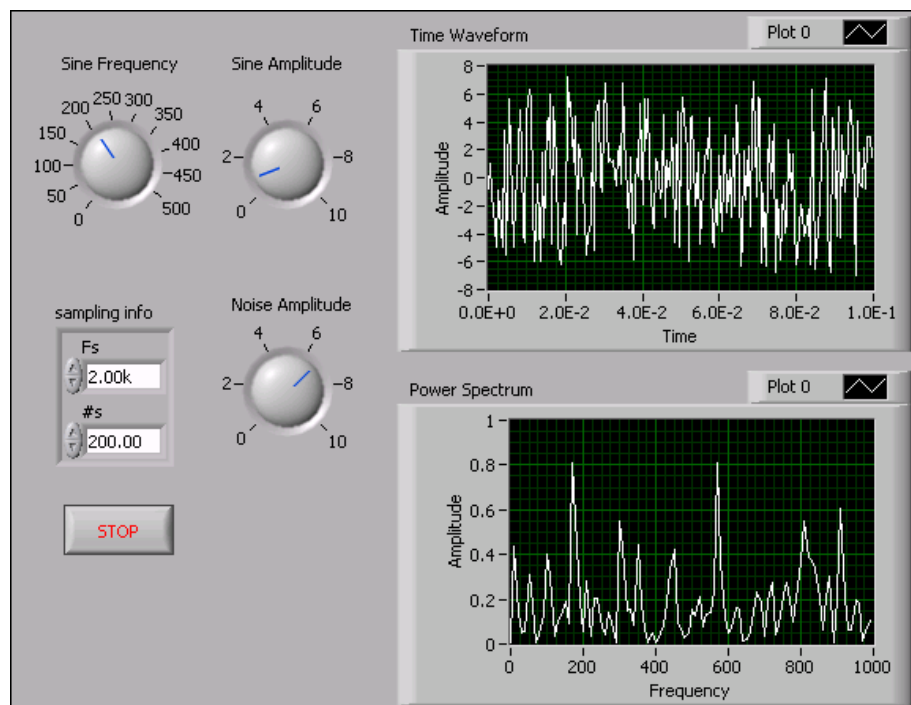 Sine Frequency
0 50 100 150 200 250 300 350 400 450 500
Sine Amplitude
0 2 4 6 8 10
Time Waveform
Plot 0
Amplitude
8
6
4
2
0
-2
-4
-6
-8
0.0E+0 2.0E-2 4.0E-2 6.0E-2 8.0E-2 1.0E-1
Time
sampling info
Fs
2.00k
#s
200.00
Noise Amplitude
0 2 4 6 8 10
STOP
Power Spectrum
Plot 0
Amplitude
1
0.8
0.6
0.4
0.2
0
0 200 400 600 800 1000
Frequency